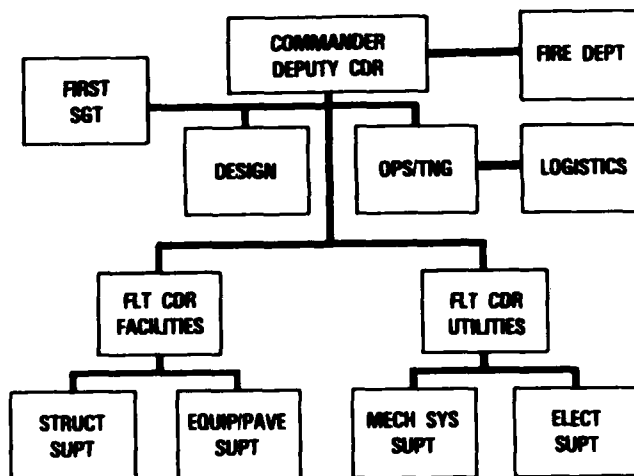 COMMANDER
DEPUTY CDR
FIRE DEPT
FIRST
SGT
DESIGN
OPS/TNG
LOGISTICS
FLT CDR
FACILITIES
FLT CDR
UTILITIES
STRUCT
SUPT
EQUIP/PAVE
SUPT
MECH SYS
SUPT
ELECT
SUPT